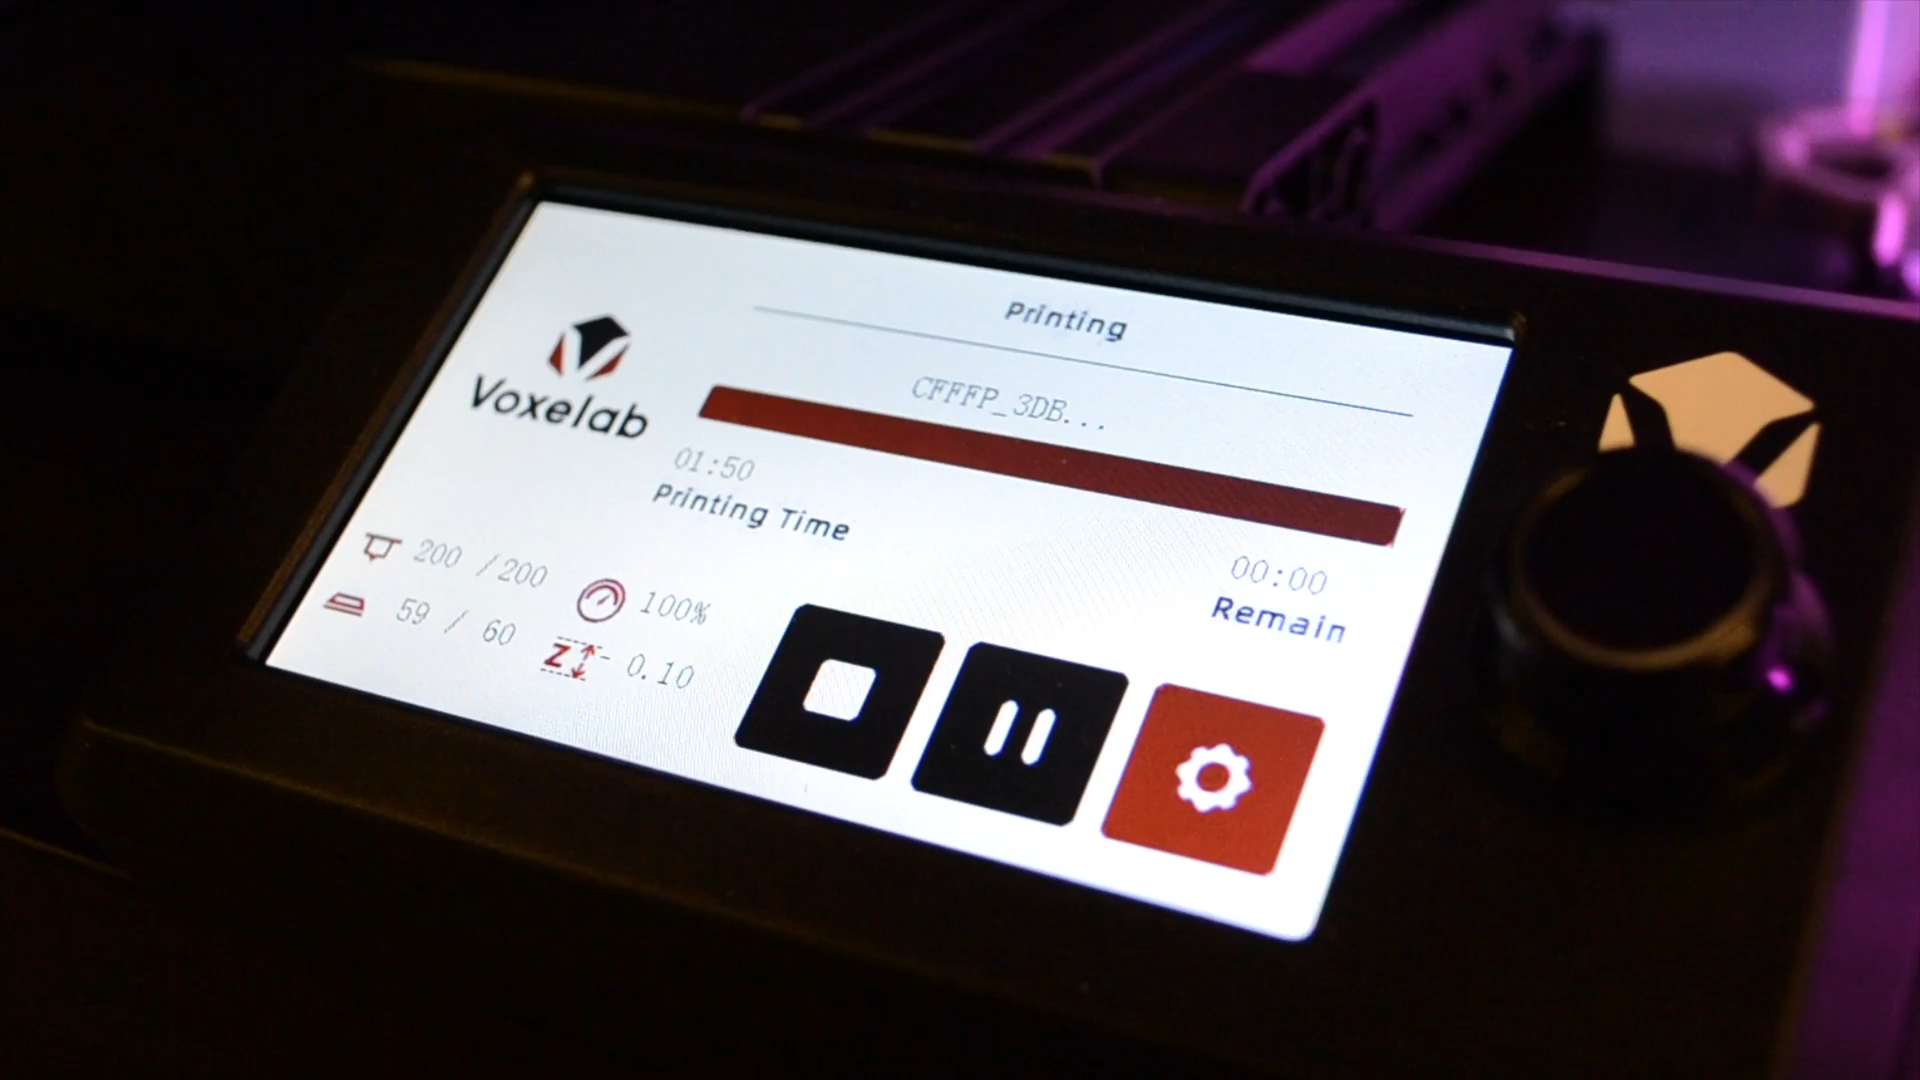 Printing
Voxelab
CFFFP_3DB...
01:50
Printing Time
00:00
Remain
200 /200
100%
59 / 60
Z
0.10